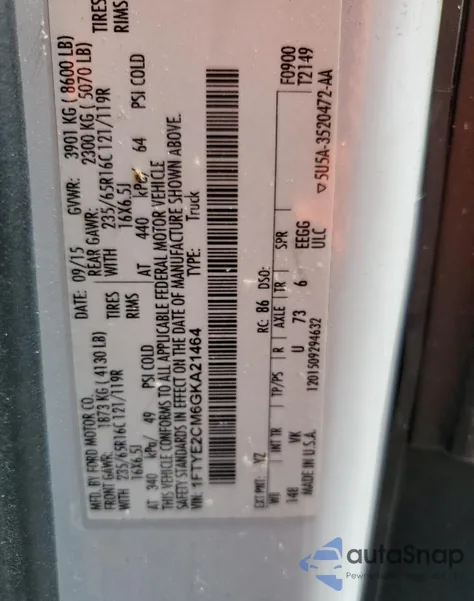 MFD. BY FORD MOTOR CO.
DATE: 09/15 GVWR: 3901 KG ( 8600 LB)
FRONT GAWR: 1873 KG ( 4130 LB) REAR GAWR: 2300 KG ( 5070 LB)
WITH 235/65R16C 121/119R TIRES WITH 235/65R16C 121/119R TIRES
16X6.5J RIMS 16X6.5J RIMS
AT 340 kPa/ 49 PSI COLD AT 440 kPa/ 64 PSI COLD
THIS VEHICLE CONFORMS TO ALL APPLICABLE FEDERAL MOTOR VEHICLE
SAFETY STANDARDS IN EFFECT ON THE DATE OF MANUFACTURE SHOWN ABOVE.
VIN: 1FTYE2CM6GKA21464 TYPE: Truck
F0900
T2149
EXT PNT: YZ RC: 86 DSO:
WB INT TR TP/PS R AXLE TR SPR
148 VK U 73 6 EEGG
ULC
MADE IN U.S.A.
1201509294632 ▽5U5A-3520472-AA
autoSnap